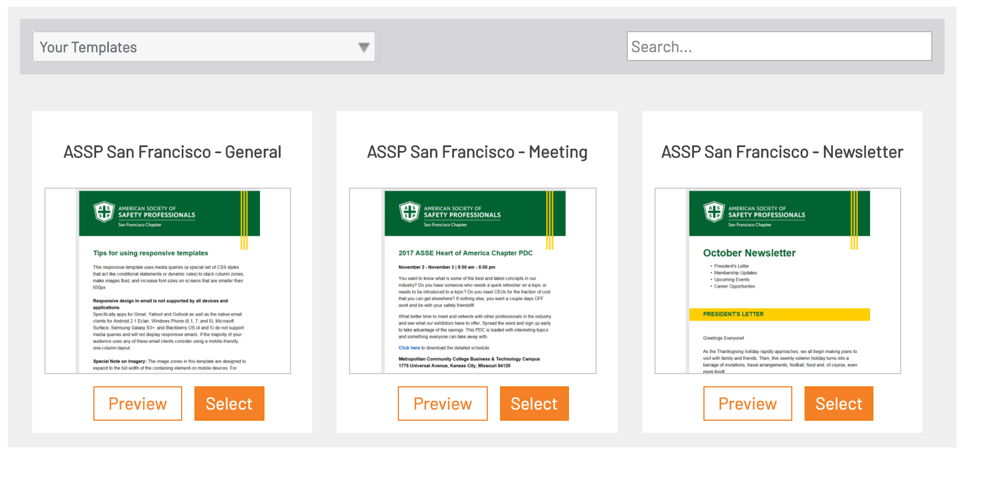 Your Templates
Search...
ASSP San Francisco - General
A S
S P
AMERICAN SOCIETY OF
SAFETY PROFESSIONALS
San Francisco Chapter
Tips for using responsive templates
This responsive template uses media queries (a special set of CSS styles
that act like conditional statements or dynamic rules) to stack column zones,
make images fluid, and increase font sizes on screens that are smaller than
650px.
Responsive design in email is not supported by all devices and
applications.
Specifically apps for Gmail, Yahoo! and Outlook as well as the native email
clients for Android 2.1 Eclair, Windows Phone (6.1, 7, and 8), Microsoft
Surface, Samsung Galaxy S3+, and Blackberry OS (4 and 5) do not support
media queries and will not display responsive emails. If the majority of your
audience uses any of these email clients consider using a mobile-friendly,
one-column layout.
Special Note on Imagery: The image zones in this template are designed to
expand to the full width of the containing element on mobile devices. For
Preview
Select
ASSP San Francisco - Meeting
A S
S P
AMERICAN SOCIETY OF
SAFETY PROFESSIONALS
San Francisco Chapter
2017 ASSE Heart of America Chapter PDC
November 2 - November 3 | 8:00 am - 5:00 pm
You want to know what is some of the best and latest concepts in our
industry? Do you have someone who needs a quick refresher on a topic or
needs to be introduced to a topic? Do you need CEUs for the fraction of cost
that you can get elsewhere? If nothing else, you want a couple days OFF
work and be with your safety friends!!!
What better time to meet and network with other professionals in the industry
and see what our exhibitors have to offer. Spread the word and sign up early
to take advantage of the savings. This PDC is loaded with interesting topics
and something everyone can take away with.
Click here to download the detailed schedule.
Metropolitan Community College Business & Technology Campus
1775 Universal Avenue, Kansas City, Missouri 64120
Preview
Select
ASSP San Francisco - Newsletter
A S
S P
AMERICAN SOCIETY OF
SAFETY PROFESSIONALS
San Francisco Chapter
October Newsletter
• President's Letter
• Membership Updates
• Upcoming Events
• Career Opportunites
PRESIDENT'S LETTER
Greetings Everyone!
As the Thanksgiving holiday rapidly approaches, we all begin making plans to
visit with family and friends. Then, this seemly solemn holiday turns into a
barrage of invitations, travel arrangements, football, food and, of course, even
more food!
Preview
Select